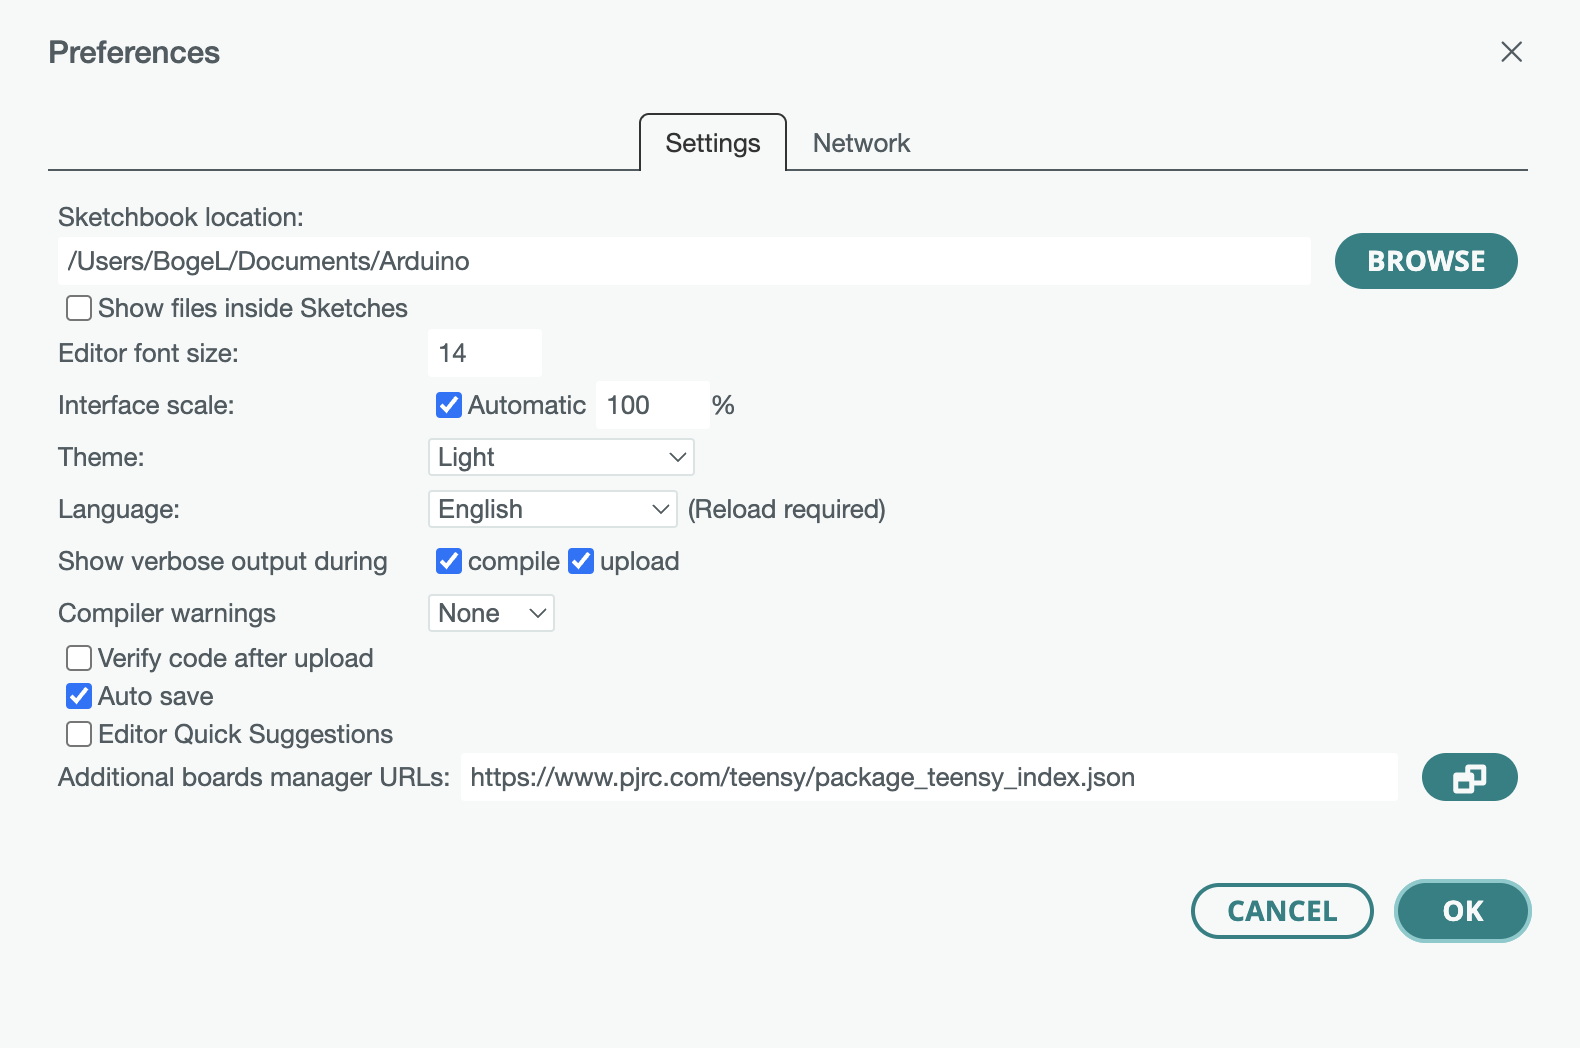 Preferences
Settings Network
Sketchbook location:
/Users/BogeL/Documents/Arduino BROWSE
Show files inside Sketches
Editor font size: 14
Interface scale: Automatic 100 %
Theme: Light
Language: English (Reload required)
Show verbose output during compile upload
Compiler warnings None
Verify code after upload
Auto save
Editor Quick Suggestions
Additional boards manager URLs: https://www.pjrc.com/teensy/package_teensy_index.json
CANCEL OK